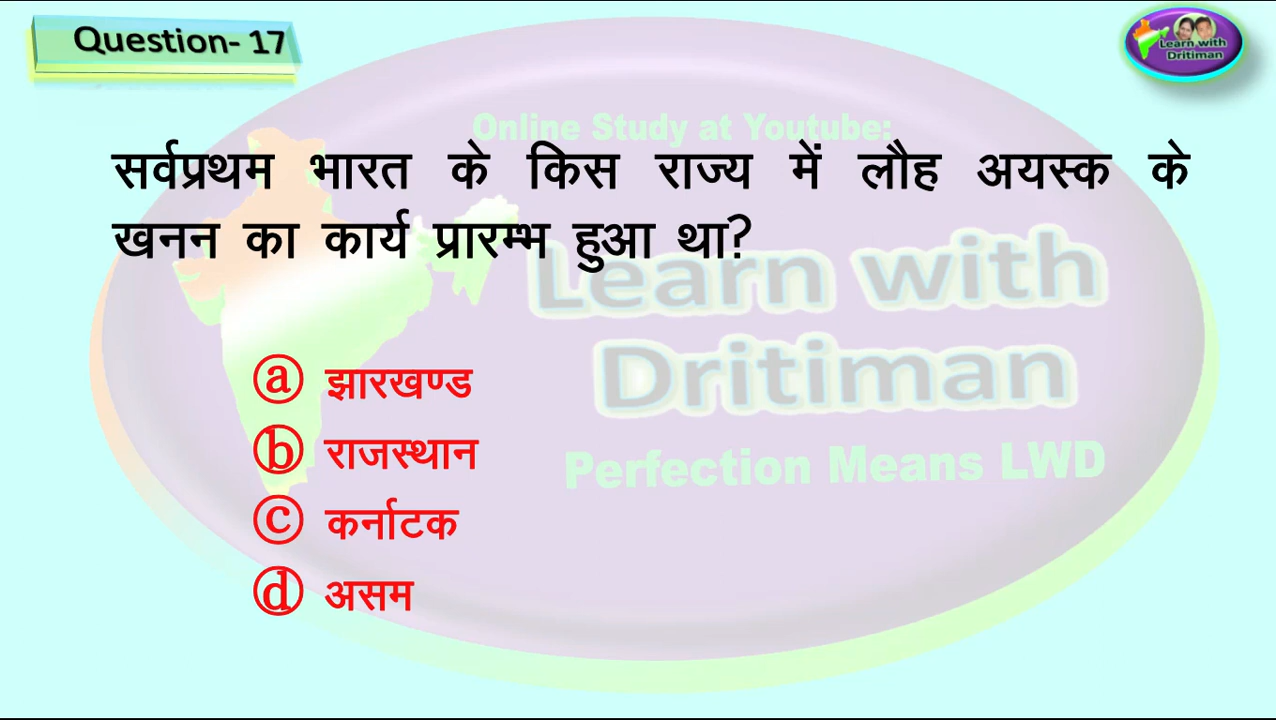 Question- 17
Learn with
Dritiman
Online Study at Youtube:
सर्वप्रथम भारत के किस राज्य में लौह अयस्क के
खनन का कार्य प्रारम्भ हुआ था?
Learn with
Dritiman
ⓐ झारखण्ड
ⓑ राजस्थान
Perfection Means LWD
ⓒ कर्नाटक
ⓓ असम